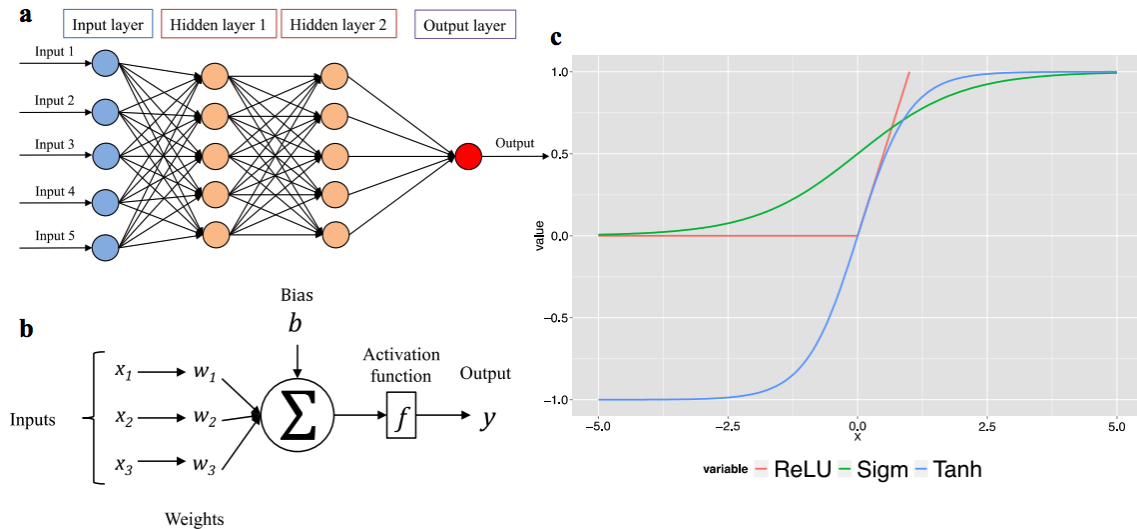 a
Input layer
Hidden layer 1
Hidden layer 2
Output layer
Input 1
Input 2
Input 3
Input 4
Input 5
Output
b
Bias
b
Activation
function
Output
Inputs
x₁ w₁
x₂ w₂
x₃ w₃
Σ
f
y
Weights
c
1.0
0.5
0.0
−0.5
−1.0
value
−5.0 −2.5 0.0 2.5 5.0
x
variable ReLU Sigm Tanh